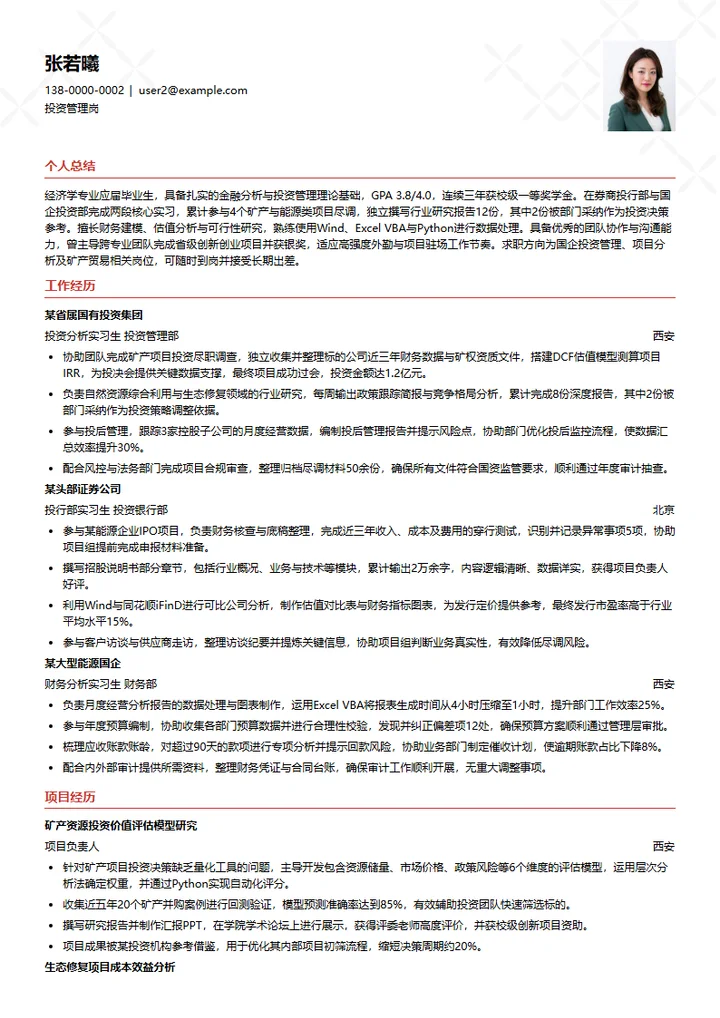 张若曦
138-0000-0002 | user2@example.com
投资管理岗
个人总结
经济学专业应届毕业生，具备扎实的金融分析与投资管理理论基础，GPA 3.8/4.0，连续三年获校级一等奖学金。在券商投行部与国
企投资部完成两段核心实习，累计参与4个矿产与能源类项目尽调，独立撰写行业研究报告12份，其中2份被部门采纳作为投资决策
参考。擅长财务建模、估值分析与可行性研究，熟练使用Wind、Excel VBA与Python进行数据处理。具备优秀的团队协作与沟通能
力，曾主导跨专业团队完成省级创新创业项目并获银奖，适应高强度外勤与项目驻场工作节奏。求职方向为国企投资管理、项目分
析及矿产贸易相关岗位，可随时到岗并接受长期出差。
工作经历
某省属国有投资集团
投资分析实习生 投资管理部 西安
• 协助团队完成矿产项目投资尽职调查，独立收集并整理标的公司近三年财务数据与矿权资质文件，搭建DCF估值模型测算项目
IRR，为投决会提供关键数据支撑，最终项目成功过会，投资金额达1.2亿元。
• 负责自然资源综合利用与生态修复领域的行业研究，每周输出政策跟踪简报与竞争格局分析，累计完成8份深度报告，其中2份被
部门采纳作为投资策略调整依据。
• 参与投后管理，跟踪3家控股子公司的月度经营数据，编制投后管理报告并提示风险点，协助部门优化投后监控流程，使数据汇
总效率提升30%。
• 配合风控与法务部门完成项目合规审查，整理归档尽调材料50余份，确保所有文件符合国资监管要求，顺利通过年度审计抽查。
某头部证券公司
投行部实习生 投资银行部 北京
• 参与某能源企业IPO项目，负责财务核查与底稿整理，完成近三年收入、成本及费用的穿行测试，识别并记录异常事项5项，协助
项目组提前完成申报材料准备。
• 撰写招股说明书部分章节，包括行业概况、业务与技术等模块，累计输出2万余字，内容逻辑清晰、数据详实，获得项目负责人
好评。
• 利用Wind与同花顺iFinD进行可比公司分析，制作估值对比表与财务指标图表，为发行定价提供参考，最终发行市盈率高于行业
平均水平15%。
• 参与客户访谈与供应商走访，整理访谈纪要并提炼关键信息，协助项目组判断业务真实性，有效降低尽调风险。
某大型能源国企
财务分析实习生 财务部 西安
• 负责月度经营分析报告的数据处理与图表制作，运用Excel VBA将报表生成时间从4小时压缩至1小时，提升部门工作效率25%。
• 参与年度预算编制，协助收集各部门预算数据并进行合理性校验，发现并纠正偏差项12处，确保预算方案顺利通过管理层审批。
• 梳理应收账款账龄，对超过90天的款项进行专项分析并提示回款风险，协助业务部门制定催收计划，使逾期账款占比下降8%。
• 配合内外部审计提供所需资料，整理财务凭证与合同台账，确保审计工作顺利开展，无重大调整事项。
项目经历
矿产资源投资价值评估模型研究
项目负责人 西安
• 针对矿产项目投资决策缺乏量化工具的问题，主导开发包含资源储量、市场价格、政策风险等6个维度的评估模型，运用层次分
析法确定权重，并通过Python实现自动化评分。
• 收集近五年20个矿产并购案例进行回测验证，模型预测准确率达到85%，有效辅助投资团队快速筛选标的。
• 撰写研究报告并制作汇报PPT，在学院学术论坛上进行展示，获得评委老师高度评价，并获校级创新项目资助。
• 项目成果被某投资机构参考借鉴，用于优化其内部项目初筛流程，缩短决策周期约20%。
生态修复项目成本效益分析